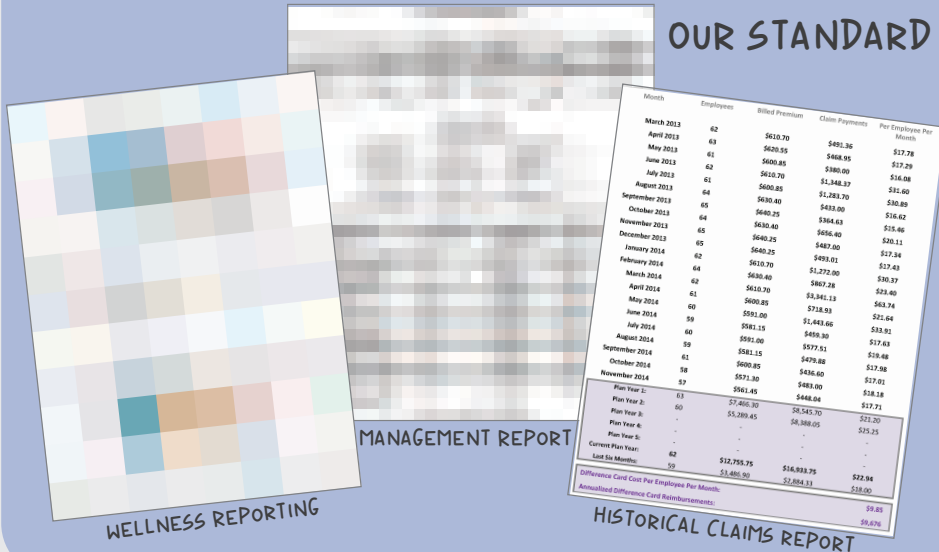 OUR STANDARD
Month Employees Billed Premium Claim Payments Per Employee Per Month
March 2013 62 $610.70 $491.36 $17.78
April 2013 63 $620.55 $468.95 $17.29
May 2013 61 $600.85 $380.00 $16.08
June 2013 62 $610.70 $1,348.37 $31.60
July 2013 61 $600.85 $1,283.70 $30.89
August 2013 64 $630.40 $433.00 $16.62
September 2013 65 $640.25 $364.63 $15.46
October 2013 64 $630.40 $656.40 $20.11
November 2013 65 $640.25 $487.00 $17.34
December 2013 65 $640.25 $493.01 $17.43
January 2014 62 $610.70 $1,272.00 $30.37
February 2014 64 $630.40 $867.28 $23.40
March 2014 62 $610.70 $3,341.13 $63.74
April 2014 61 $600.85 $718.93 $21.64
May 2014 60 $591.00 $1,443.66 $33.91
June 2014 59 $581.15 $459.30 $17.63
July 2014 60 $591.00 $577.51 $19.48
August 2014 59 $581.15 $479.88 $17.98
September 2014 61 $600.85 $436.60 $17.01
October 2014 58 $571.30 $483.00 $18.18
November 2014 57 $561.45 $448.04 $17.71
Plan Year 1: 63 $7,466.30 $8,545.70 $21.20
Plan Year 2: 60 $5,289.45 $8,388.05 $25.25
Plan Year 3: - - - -
Plan Year 4: - - - -
Plan Year 5: - - - -
Current Plan Year: 62 $12,755.75 $16,933.75 $22.94
Last Six Months: 59 $3,486.90 $2,884.33 $18.00
Difference Card Cost Per Employee Per Month: $9.85
Annualized Difference Card Reimbursements: $9,676
MANAGEMENT REPORT
WELLNESS REPORTING
HISTORICAL CLAIMS REPORT